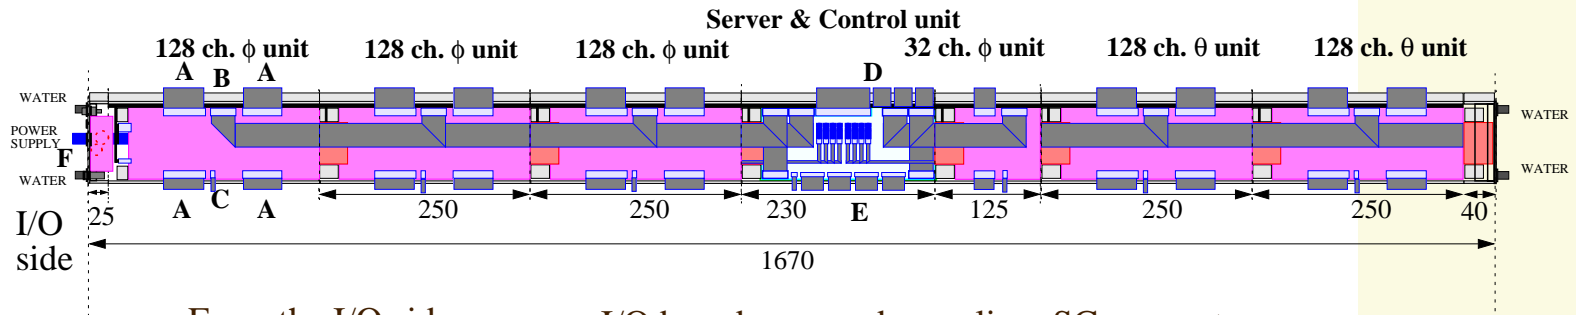 Server & Control unit
128 ch. φ unit 128 ch. φ unit 128 ch. φ unit 32 ch. φ unit 128 ch. θ unit 128 ch. θ unit
A B A D
WATER
WATER
POWER
SUPPLY
F
WATER
WATER
A C A E
25 250 250 230 125 250 250 40
I/O
side
1670